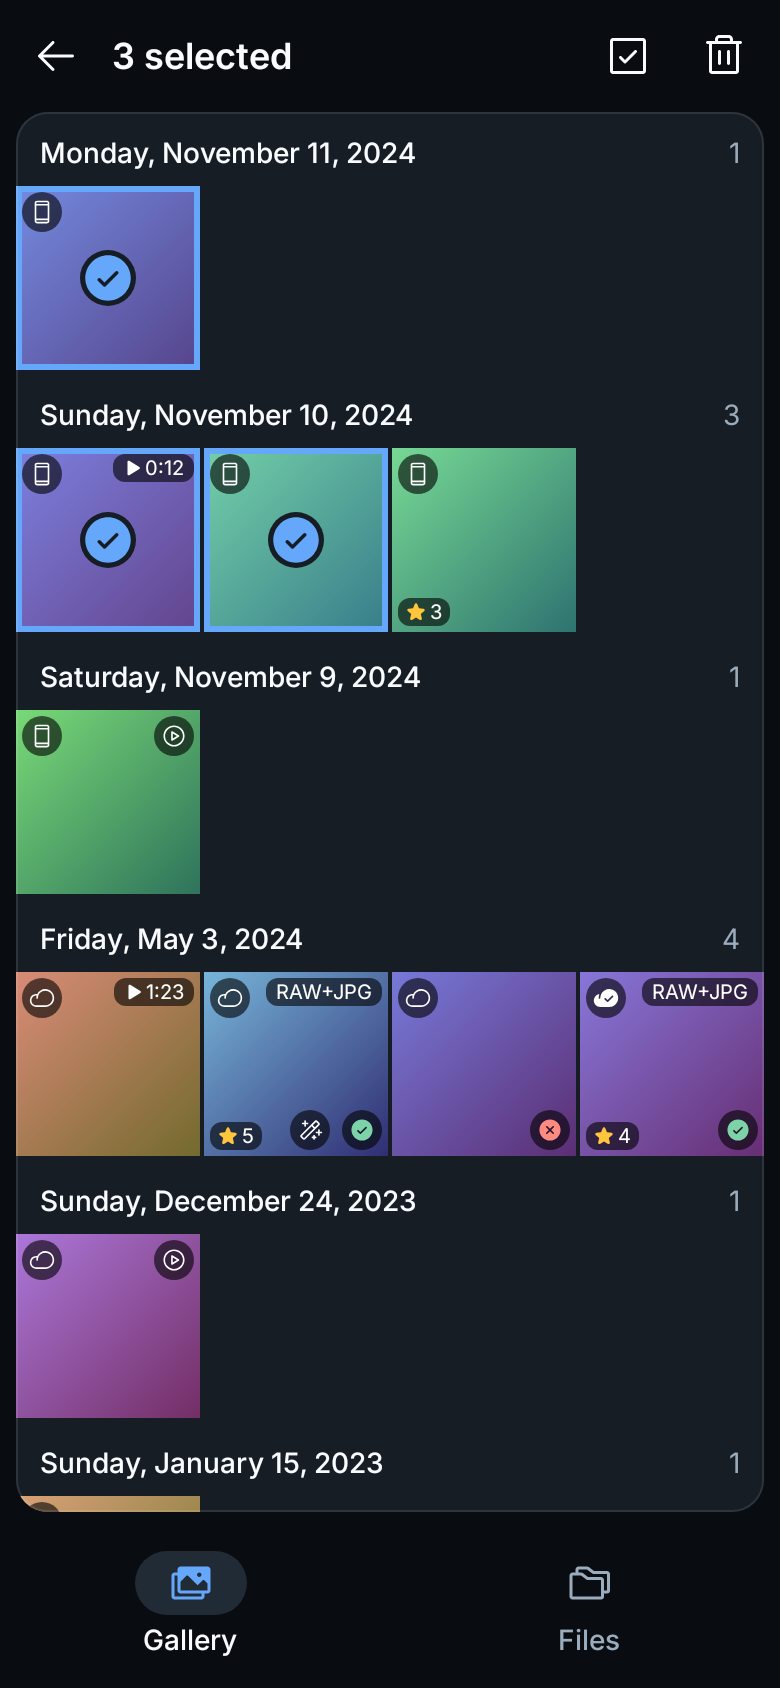 3 selected
Monday, November 11, 2024 1
Sunday, November 10, 2024 3
0:12
3
Saturday, November 9, 2024 1
Friday, May 3, 2024 4
1:23 RAW+JPG RAW+JPG
5 4
Sunday, December 24, 2023 1
Sunday, January 15, 2023 1
Gallery Files